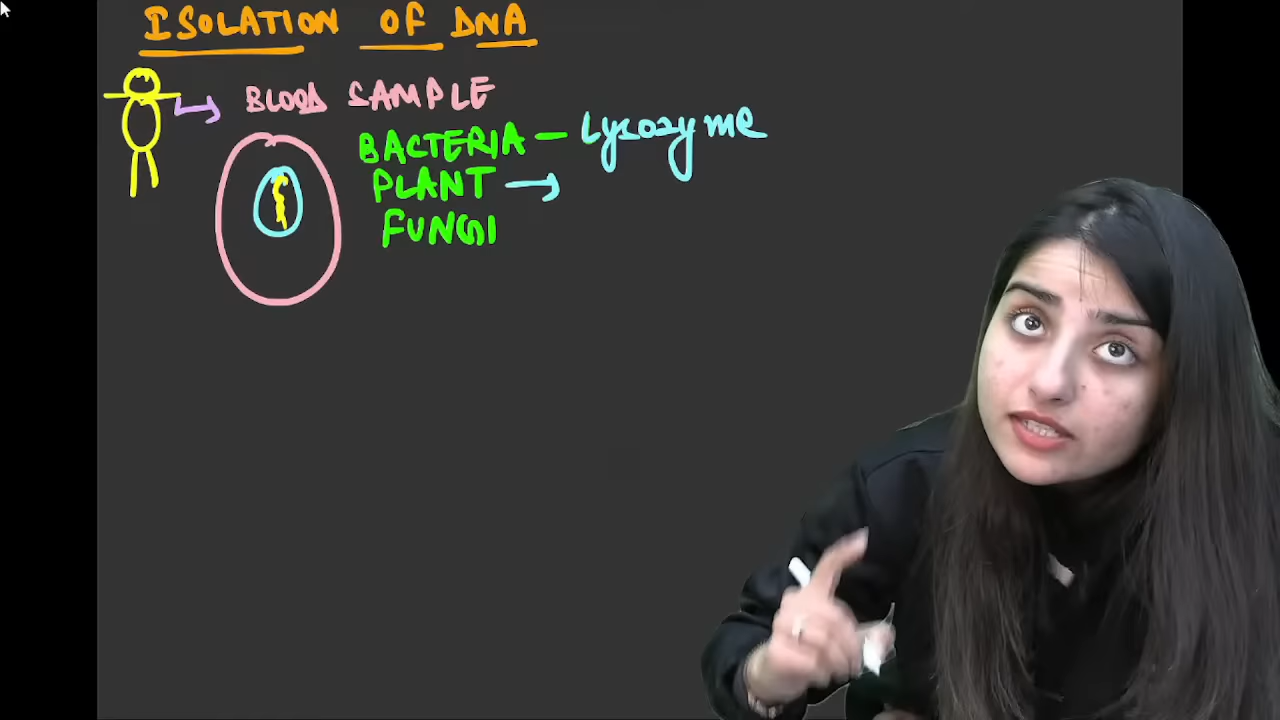 ISOLATION OF DNA
BLOOD SAMPLE
BACTERIA - Lysozyme
PLANT →
FUNGI